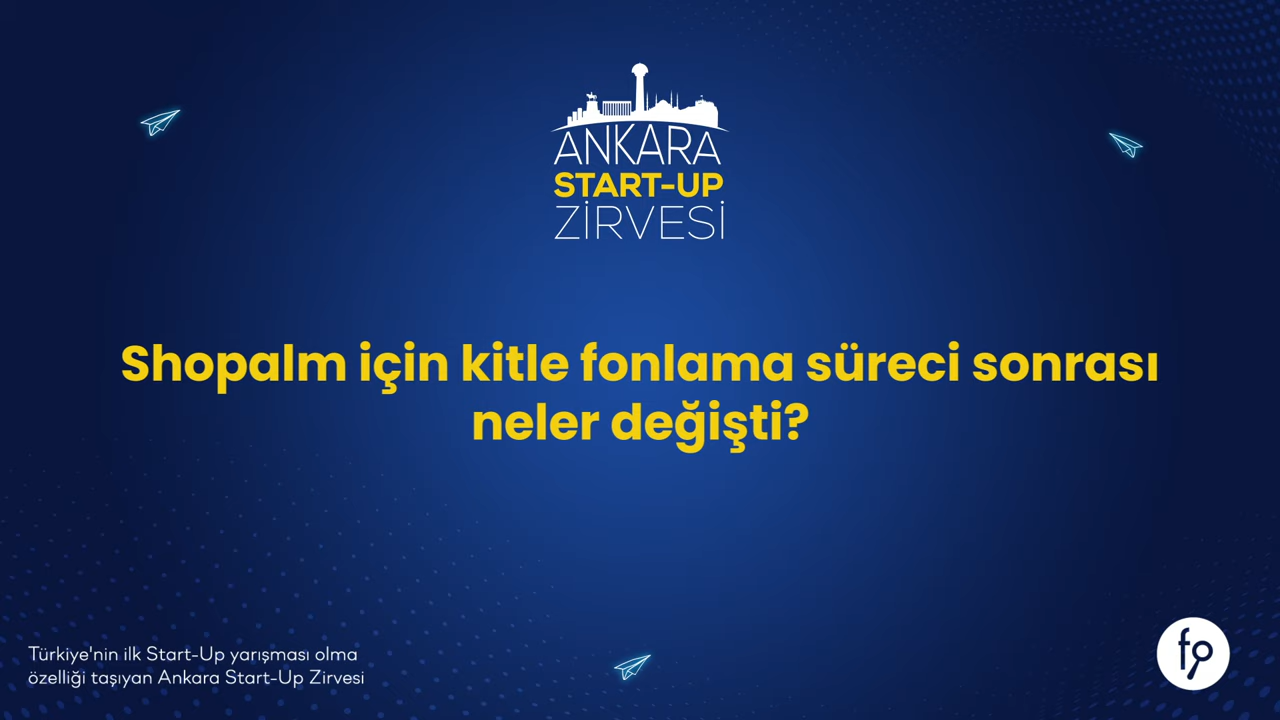 ANKARA
START-UP
ZİRVESİ
Shopalm için kitle fonlama süreci sonrası
neler değişti?
Türkiye'nin ilk Start-Up yarışması olma
özelliği taşıyan Ankara Start-Up Zirvesi
fo